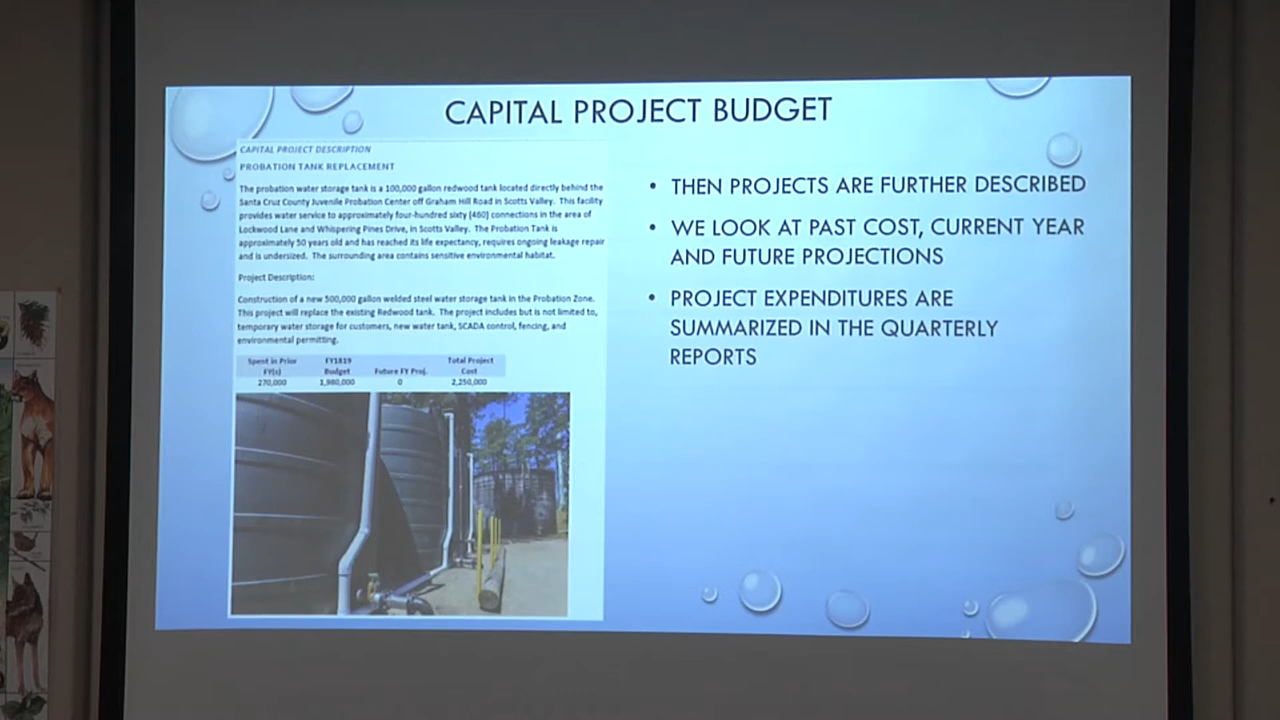 CAPITAL PROJECT BUDGET
CAPITAL PROJECT DESCRIPTION
PROBATION TANK REPLACEMENT
The probation water storage tank is a 100,000 gallon redwood tank located directly behind the
Santa Cruz County Juvenile Probation Center off Graham Hill Road in Scotts Valley. This facility
provides water service to approximately four-hundred sixty (460) connections in the area of
Lockwood Lane and Whispering Pines Drive, in Scotts Valley. The Probation Tank is
approximately 50 years old and has reached its life expectancy, requires ongoing leakage repair
and is undersized. The surrounding area contains sensitive environmental habitat.
Project Description:
Construction of a new 500,000 gallon welded steel water storage tank in the Probation Zone.
This project will replace the existing Redwood tank. The project includes but is not limited to,
temporary water storage for customers, new water tank, SCADA control, fencing, and
environmental permitting.
Spent in Prior FY1819 Total Project
FY(s) Budget Future FY Proj. Cost
270,000 1,980,000 0 2,250,000
• THEN PROJECTS ARE FURTHER DESCRIBED
• WE LOOK AT PAST COST, CURRENT YEAR
AND FUTURE PROJECTIONS
• PROJECT EXPENDITURES ARE
SUMMARIZED IN THE QUARTERLY
REPORTS